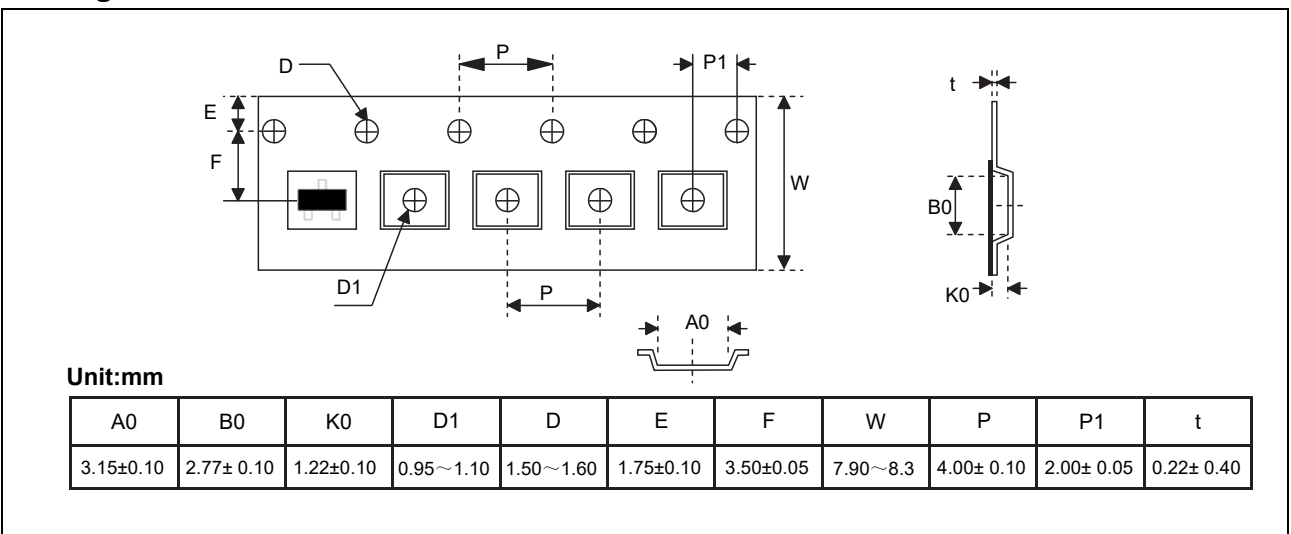 D
P
P1
t
E
F
W
B0
D1
P
K0
A0
Unit:mm
A0 B0 K0 D1 D E F W P P1 t
3.15±0.10 2.77± 0.10 1.22±0.10 0.95～1.10 1.50～1.60 1.75±0.10 3.50±0.05 7.90～8.3 4.00± 0.10 2.00± 0.05 0.22± 0.40